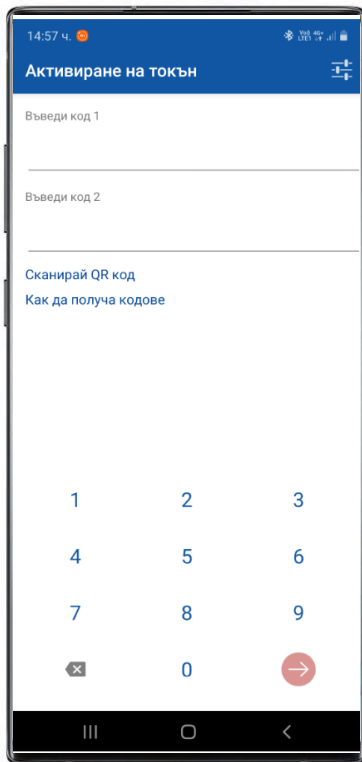 14:57 ч.
Активиране на токън
Въведи код 1
Въведи код 2
Сканирай QR код
Как да получа кодове
1 2 3
4 5 6
7 8 9
0